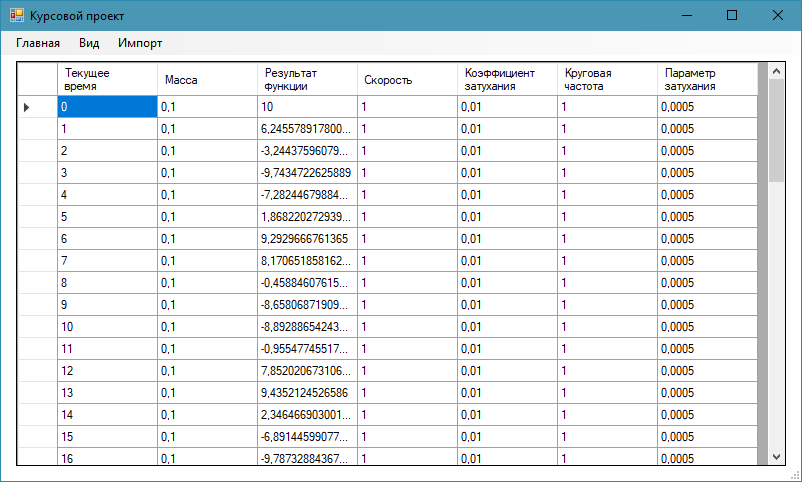 Курсовой проект
Главная Вид Импорт
Текущее время Масса Результат функции Скорость Коэффициент затухания Круговая частота Параметр затухания
0 0,1 10 1 0,01 1 0,0005
1 0,1 6,245578917800... 1 0,01 1 0,0005
2 0,1 -3,24437596079... 1 0,01 1 0,0005
3 0,1 -9,7434722625889 1 0,01 1 0,0005
4 0,1 -7,28244679884... 1 0,01 1 0,0005
5 0,1 1,868220272939... 1 0,01 1 0,0005
6 0,1 9,2929666761365 1 0,01 1 0,0005
7 0,1 8,170651858162... 1 0,01 1 0,0005
8 0,1 -0,45884607615... 1 0,01 1 0,0005
9 0,1 -8,65806871909... 1 0,01 1 0,0005
10 0,1 -8,89288654243... 1 0,01 1 0,0005
11 0,1 -0,95547745517... 1 0,01 1 0,0005
12 0,1 7,852020673106... 1 0,01 1 0,0005
13 0,1 9,4352124526586 1 0,01 1 0,0005
14 0,1 2,346466903001... 1 0,01 1 0,0005
15 0,1 -6,89144599077... 1 0,01 1 0,0005
16 0,1 -9,78732884367... 1 0,01 1 0,0005